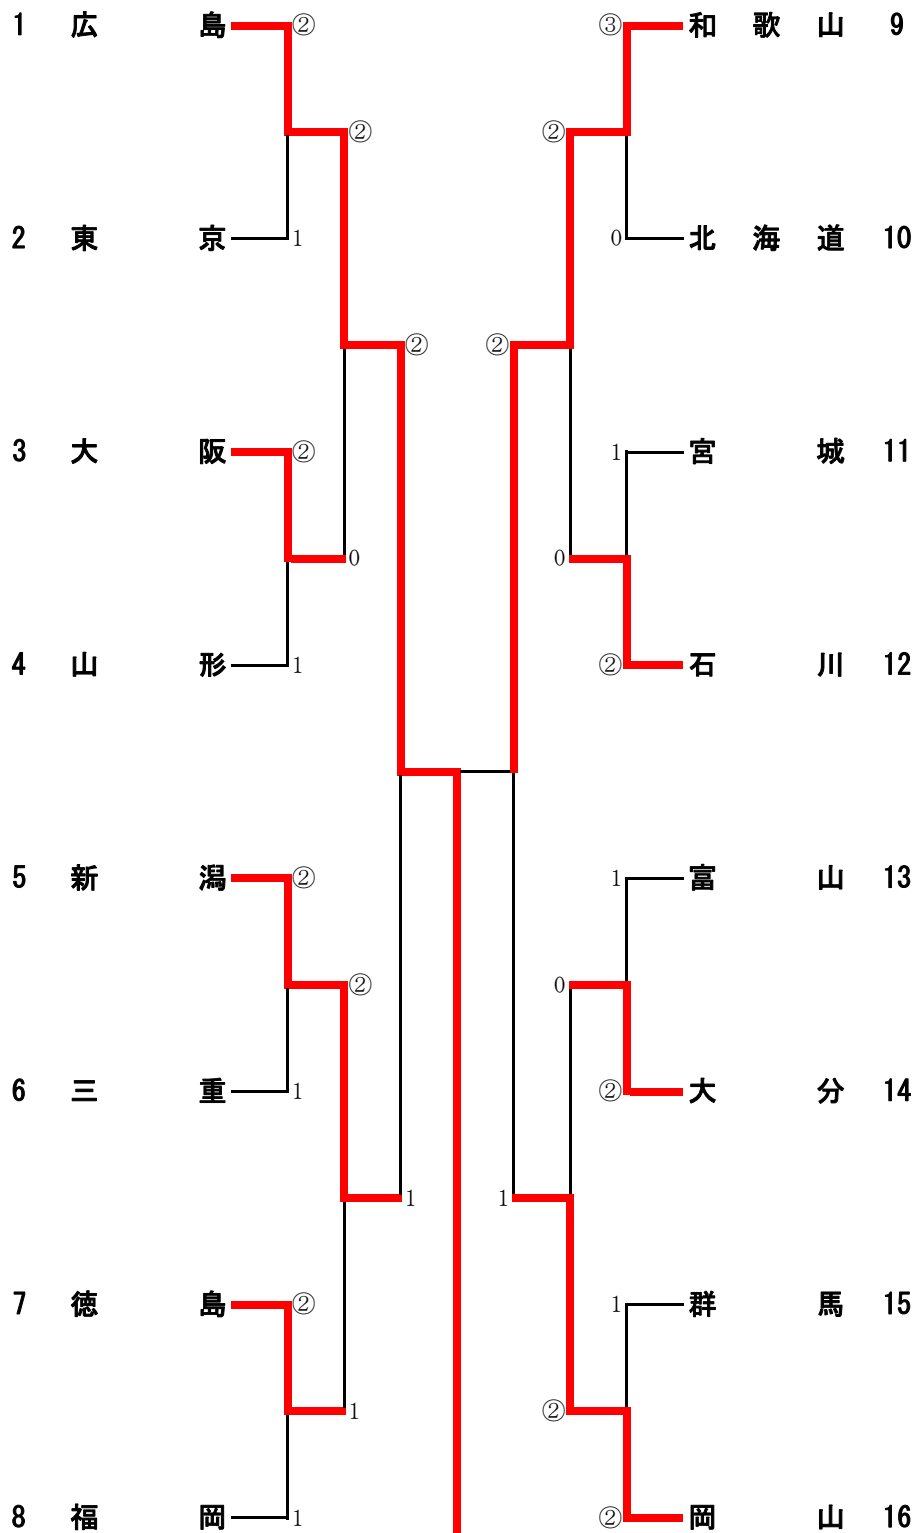 1 広島 ② ③ 和歌山 9
② ②
2 東京 1 0 北海道 10
② ②
3 大阪 ② 1 宮城 11
0 0
4 山形 1 ② 石川 12
5 新潟 ② 1 富山 13
② 0
6 三重 1 ② 大分 14
1 1
7 徳島 ② 1 群馬 15
1 ②
8 福岡 1 ② 岡山 16